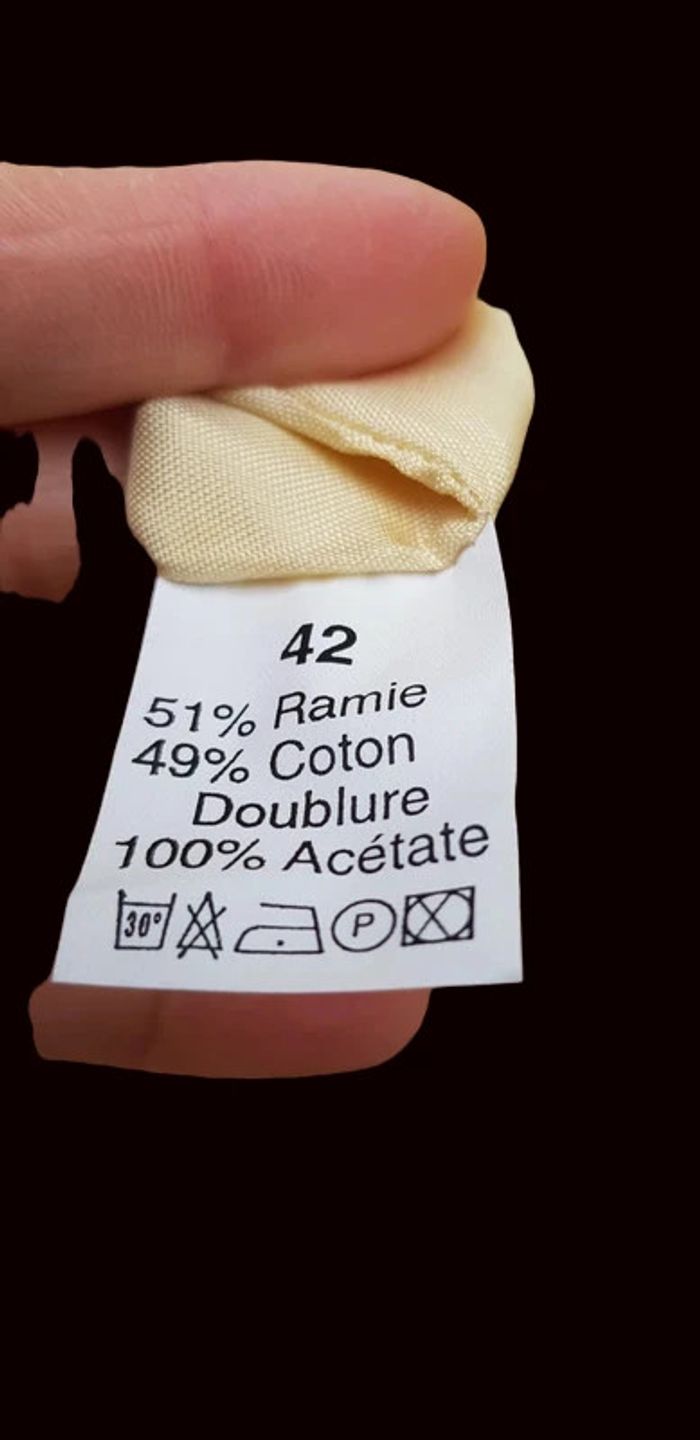 42
51% Ramie
49% Coton
Doublure
100% Acétate
30° P